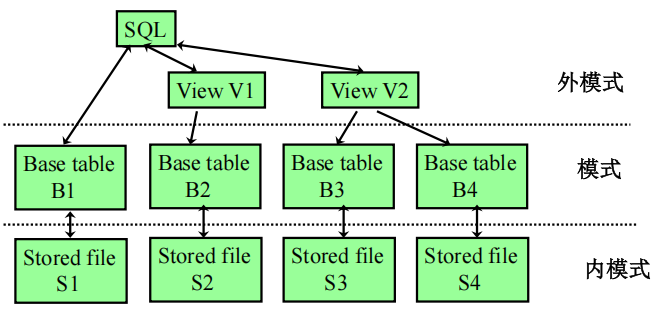 SQL
View V1
View V2
外模式
Base table
B1
Base table
B2
Base table
B3
Base table
B4
模式
Stored file
S1
Stored file
S2
Stored file
S3
Stored file
S4
内模式